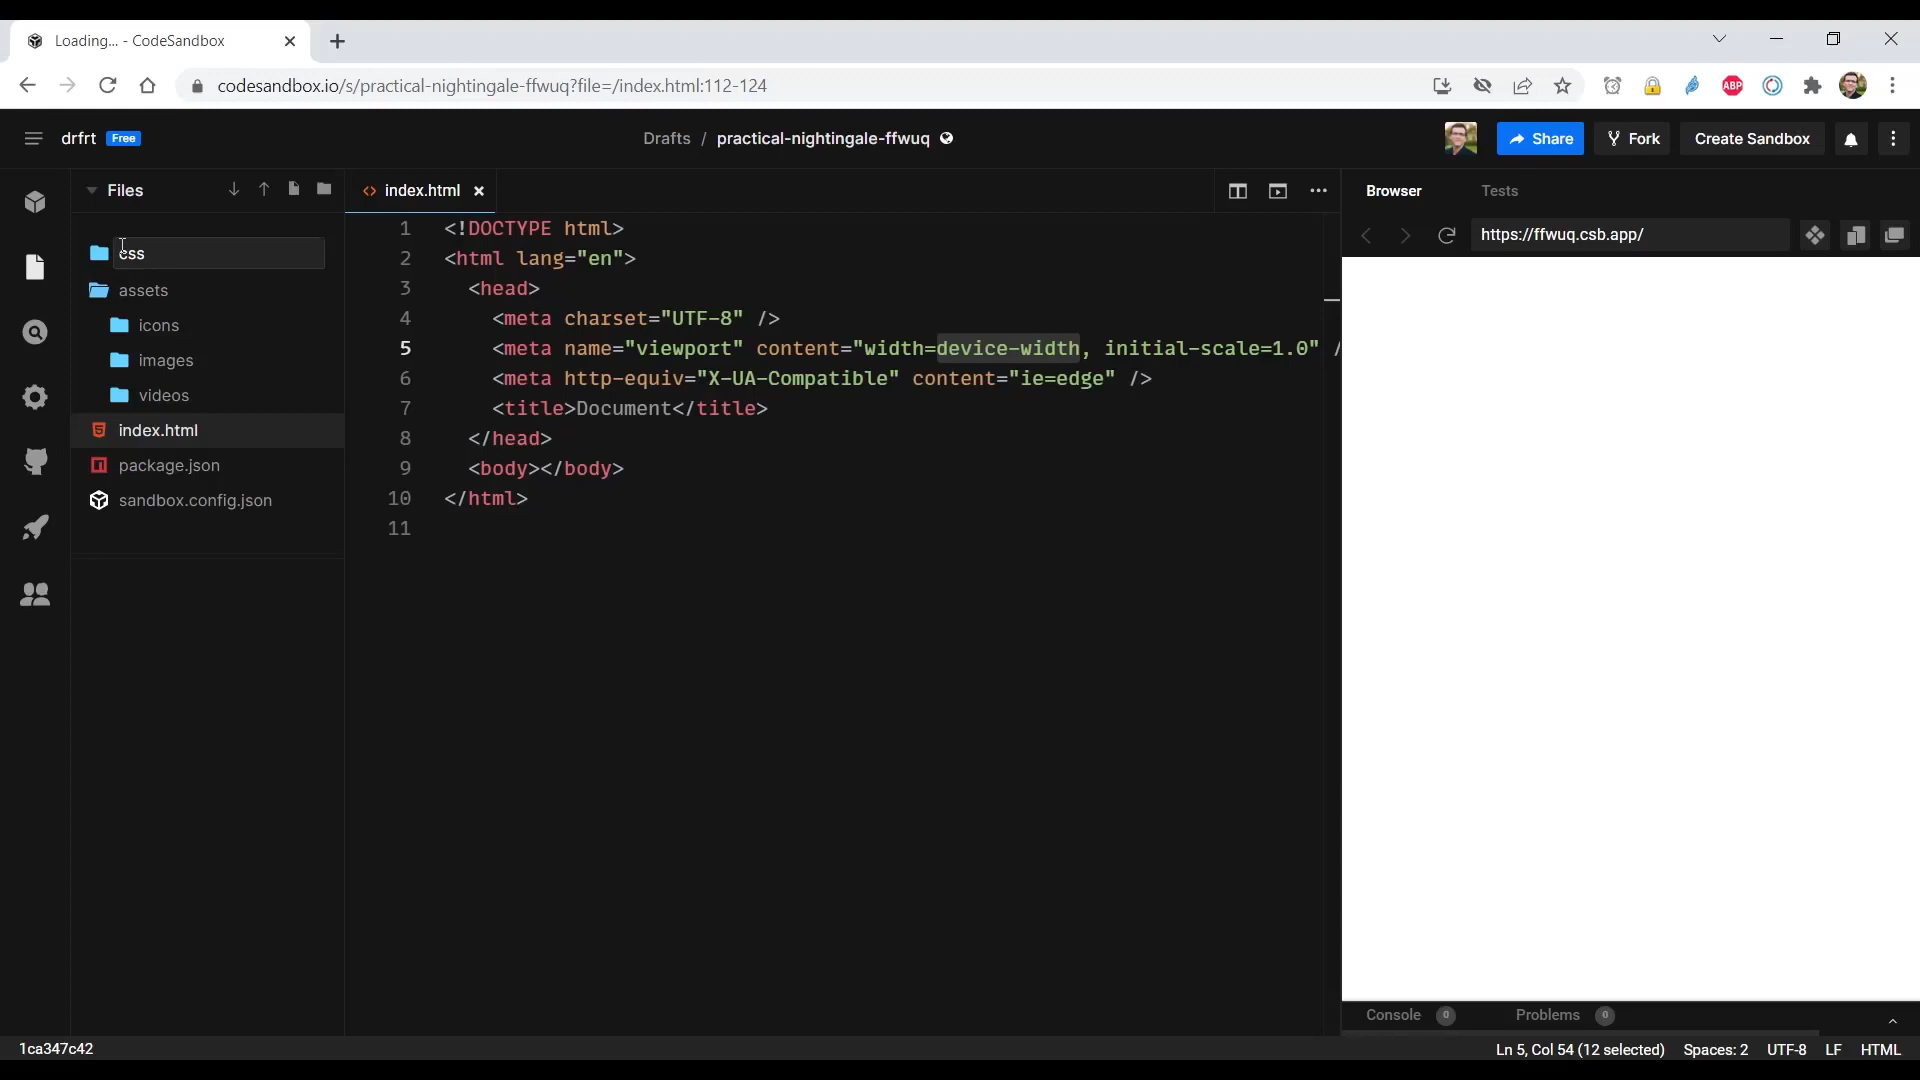 Loading... - CodeSandbox
codesandbox.io/s/practical-nightingale-ffwuq?file=/index.html:112-124
ABP
drfrt Free
Drafts / practical-nightingale-ffwuq
Share
Fork
Create Sandbox
Files
index.html
Browser
Tests
https://ffwuq.csb.app/
css
assets
icons
images
videos
index.html
package.json
sandbox.config.json
1 <!DOCTYPE html>
2 <html lang="en">
3 <head>
4 <meta charset="UTF-8" />
5 <meta name="viewport" content="width=device-width, initial-scale=1.0" /
6 <meta http-equiv="X-UA-Compatible" content="ie=edge" />
7 <title>Document</title>
8 </head>
9 <body></body>
10 </html>
11
Console 0
Problems 0
1ca347c42
Ln 5, Col 54 (12 selected) Spaces: 2 UTF-8 LF HTML